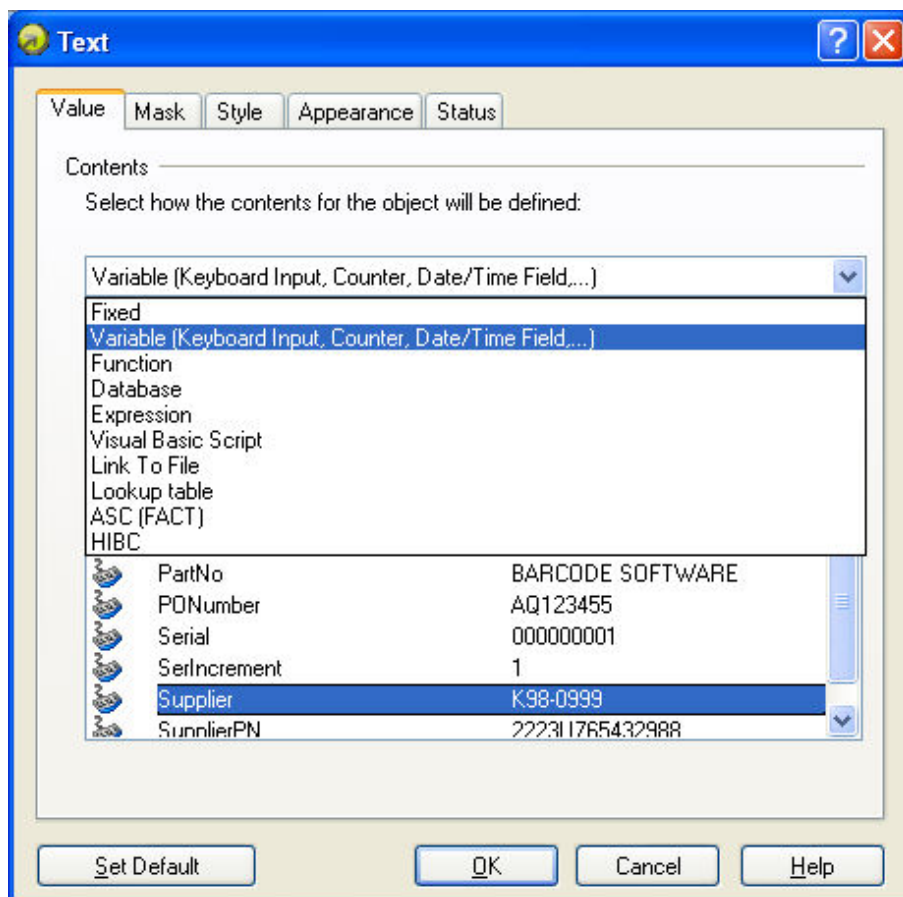 Text
Value Mask Style Appearance Status
Contents
Select how the contents for the object will be defined:
Variable (Keyboard Input, Counter, Date/Time Field,...)
Fixed
Variable (Keyboard Input, Counter, Date/Time Field,...)
Function
Database
Expression
Visual Basic Script
Link To File
Lookup table
ASC (FACT)
HIBC
PartNo BARCODE SOFTWARE
PONumber AQ123455
Serial 000000001
SerIncrement 1
Supplier K98-0999
SupplierPN 2223U765432988
Set Default OK Cancel Help